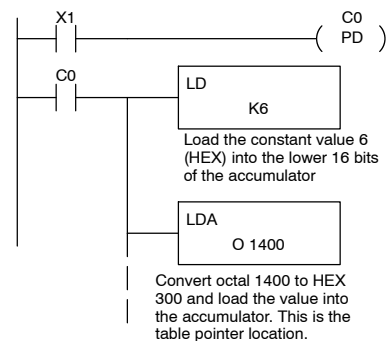 X1
C0
PD
C0
LD
K6
Load the constant value 6
(HEX) into the lower 16 bits
of the accumulator
LDA
O 1400
Convert octal 1400 to HEX
300 and load the value into
the accumulator. This is the
table pointer location.